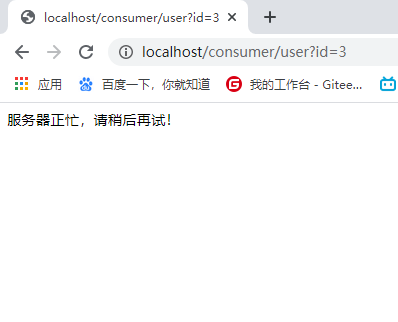 localhost/consumer/user?id=3
localhost/consumer/user?id=3
应用 百度一下，你就知道 我的工作台 - Gitee...
服务器正忙，请稍后再试！